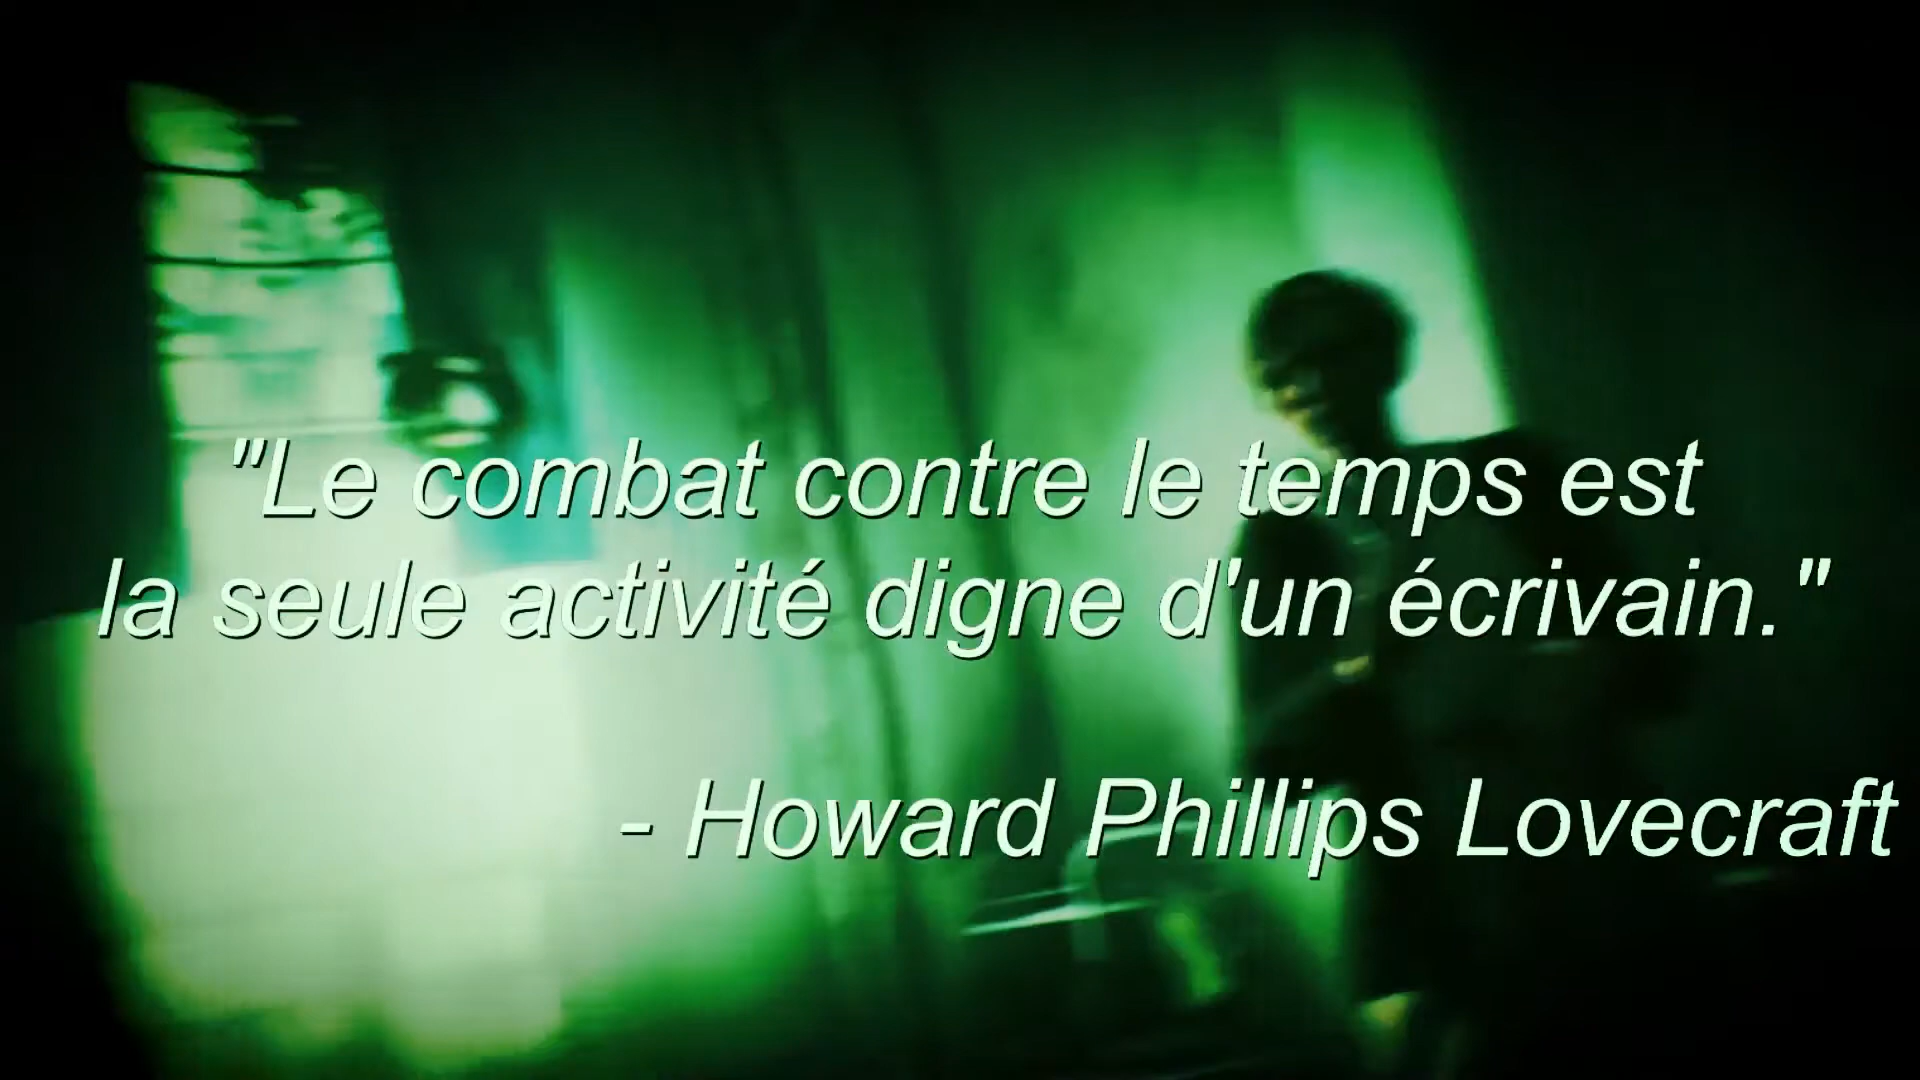 "Le combat contre le temps est
la seule activité digne d'un écrivain."
- Howard Phillips Lovecraft